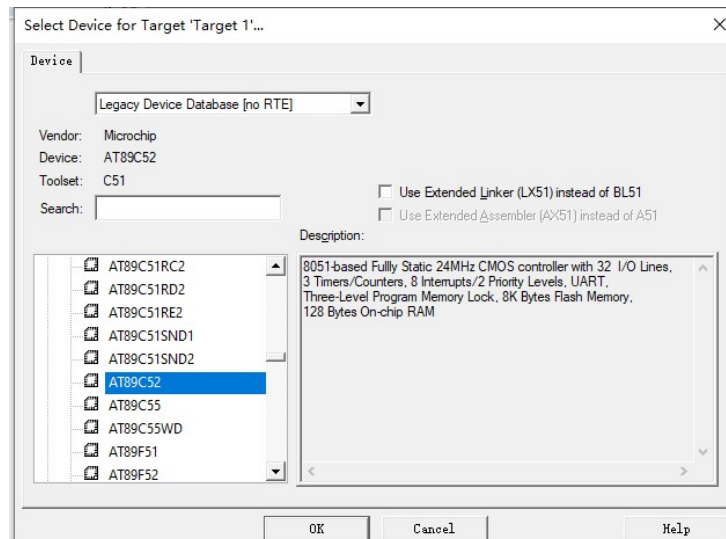 Select Device for Target 'Target 1'...
Device
Legacy Device Database [no RTE]
Vendor: Microchip
Device: AT89C52
Toolset: C51
Search:
Use Extended Linker (LX51) instead of BL51
Use Extended Assembler (AX51) instead of A51
Description:
AT89C51RC2
AT89C51RD2
AT89C51RE2
AT89C51SND1
AT89C51SND2
AT89C52
AT89C55
AT89C55WD
AT89F51
AT89F52
8051-based Fullly Static 24MHz CMOS controller with 32 I/O Lines,
3 Timers/Counters, 8 Interrupts/2 Priority Levels, UART,
Three-Level Program Memory Lock, 8K Bytes Flash Memory,
128 Bytes On-chip RAM
OK
Cancel
Help